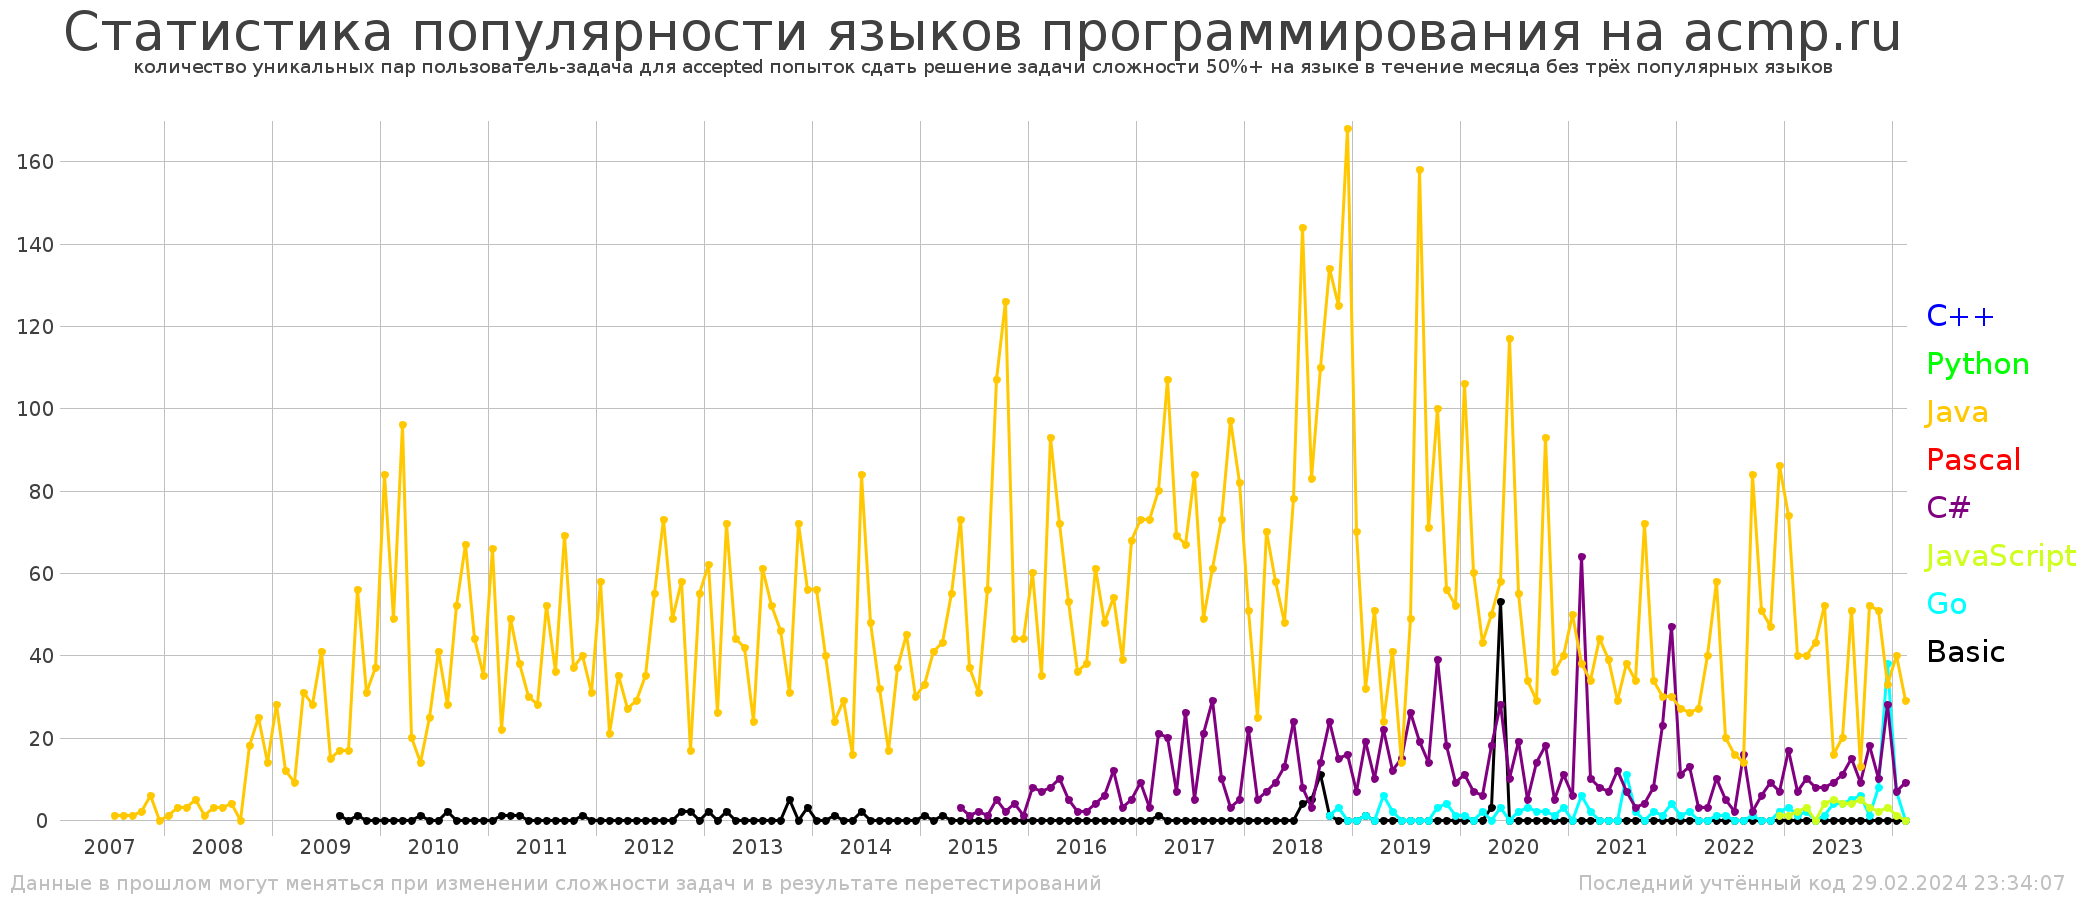 Статистика популярности языков программирования на acmp.ru
количество уникальных пар пользователь-задача для accepted попыток сдать решение задачи сложности 50%+ на языке в течение месяца без трёх популярных языков
160
140
120
100
80
60
40
20
0
C++
Python
Java
Pascal
C#
JavaScript
Go
Basic
2007 2008 2009 2010 2011 2012 2013 2014 2015 2016 2017 2018 2019 2020 2021 2022 2023
Данные в прошлом могут меняться при изменении сложности задач и в результате перетестирований
Последний учтённый код 29.02.2024 23:34:07